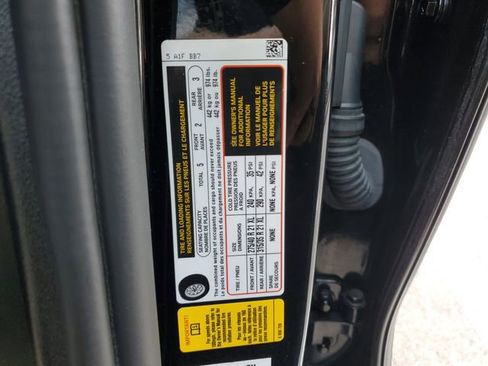 5 A1F BB7
TIRE AND LOADING INFORMATION
RENSEIGNEMENTS SUR LES PNEUS ET LE CHARGEMENT
SEATING CAPACITY
NOMBRE DE PLACES
TOTAL 5
FRONT
AVANT 2
REAR
ARRIÈRE 3
The combined weight of occupants and cargo should never exceed 442 kg or 974 lbs.
Le poids total des occupants et du chargement ne doit jamais dépasser 442 kg ou 974 lb.
TIRE / PNEU
SIZE
DIMENSIONS
COLD TIRE PRESSURE
PRESSION DES PNEUS
À FROID
FRONT / AVANT 275/40 R 21 XL 240 KPA, 35 PSI
REAR / ARRIÈRE 315/35 R 21 XL 290 KPA, 42 PSI
SPARE
DE SECOURS NONE NONE KPA, NONE PSI
SEE OWNER'S MANUAL
FOR ADDITIONAL
INFORMATION
VOIR LE MANUEL DE
L'USAGER POUR PLUS
DE RENSEIGNEMENTS
IMPORTANT!